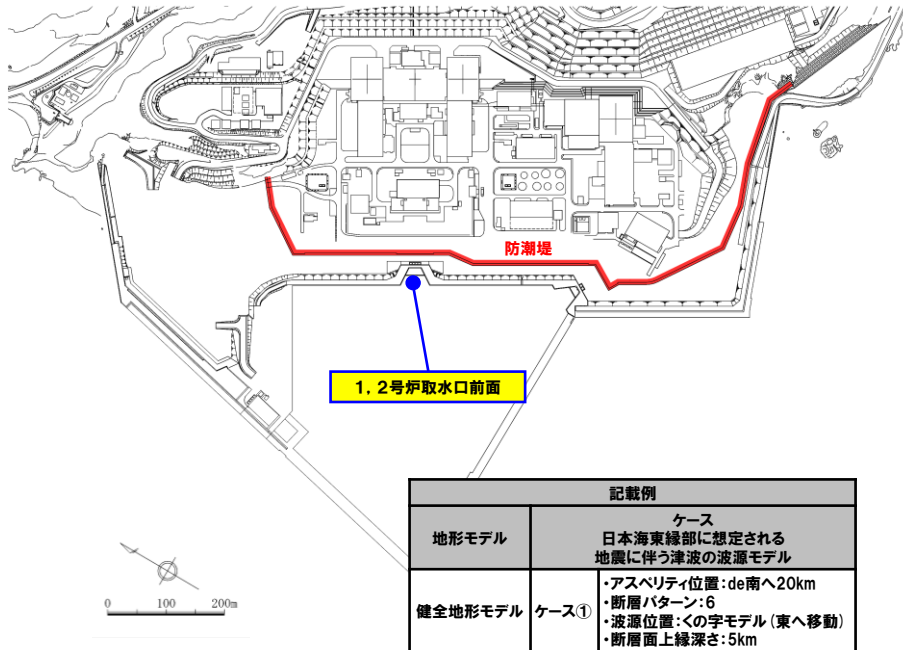 防潮堤
1,2号炉取水口前面
記載例
地形モデル
ケース
日本海東縁部に想定される
地震に伴う津波の波源モデル
健全地形モデル
ケース①
・アスペリティ位置:de南へ20km
・断層パターン:6
・波源位置:くの字モデル(東へ移動)
・断層面上縁深さ:5km
0 100 200m